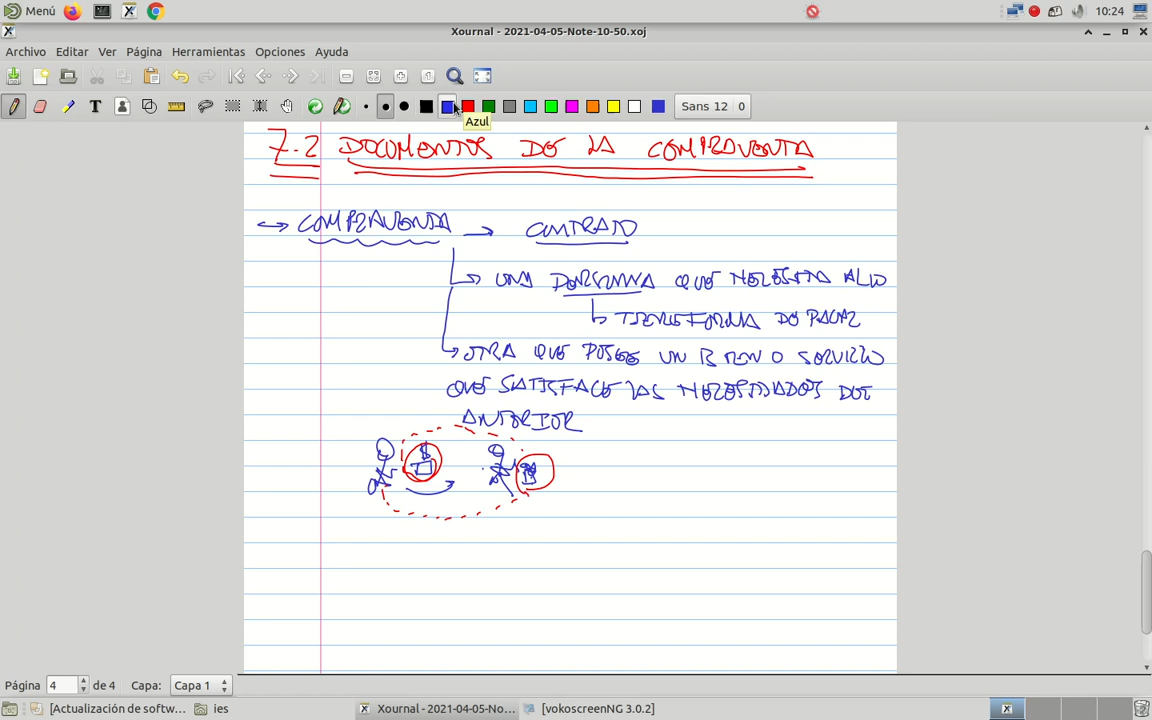 Menú 10:24
Xournal - 2021-04-05-Note-10-50.xoj
Archivo Editar Ver Página Herramientas Opciones Ayuda
Sans 12 0
Azul
7.2 DOCUMENTOS DE LA COMPRAVENTA
↔ COMPRAVENTA → CONTRATO
UNA PERSONA QUE NECESITA ALGO
TIENE FORMA DE PAGAR
OTRA QUE POSEE UN BIEN O SERVICIO
QUE SATISFACE LAS NECESIDADES DEL
ANTERIOR
$
Página 4 de 4 Capa: Capa 1
[Actualización de softw... ies Xournal - 2021-04-05-No... [vokoscreenNG 3.0.2]